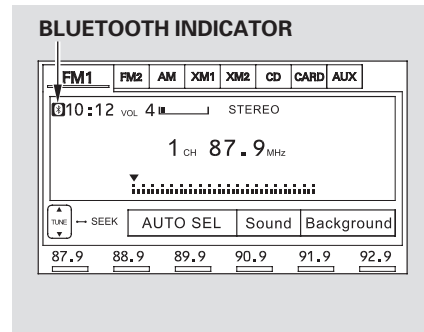 BLUETOOTH INDICATOR
FM1 FM2 AM XM1 XM2 CD CARD AUX
10:12 VOL 4 STEREO
1 CH 87.9 MHz
TUNE SEEK AUTO SEL Sound Background
87.9 88.9 89.9 90.9 91.9 92.9